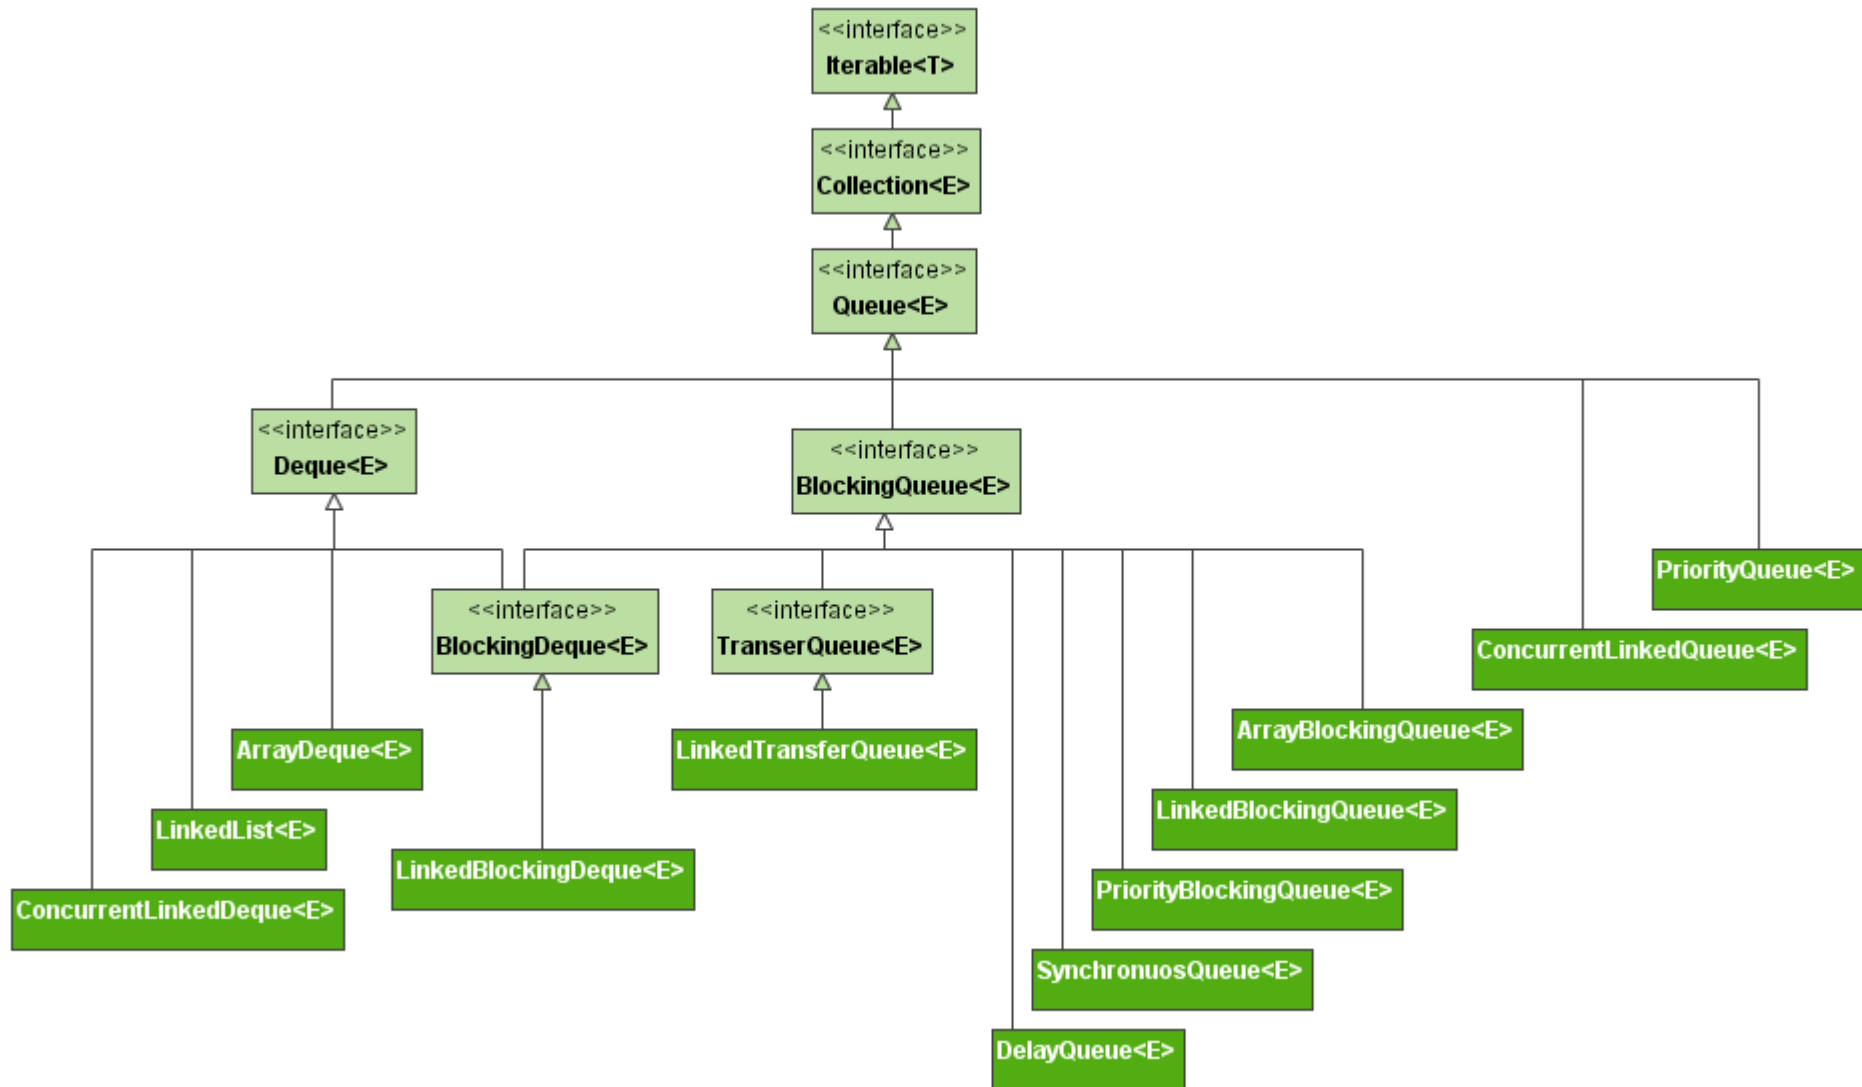 <<interface>>
Iterable<T>
<<interface>>
Collection<E>
<<interface>>
Queue<E>
<<interface>>
Deque<E>
<<interface>>
BlockingQueue<E>
PriorityQueue<E>
<<interface>>
BlockingDeque<E>
<<interface>>
TranserQueue<E>
ConcurrentLinkedQueue<E>
ArrayDeque<E>
LinkedTransferQueue<E>
ArrayBlockingQueue<E>
LinkedList<E>
LinkedBlockingQueue<E>
LinkedBlockingDeque<E>
PriorityBlockingQueue<E>
ConcurrentLinkedDeque<E>
SynchronuosQueue<E>
DelayQueue<E>